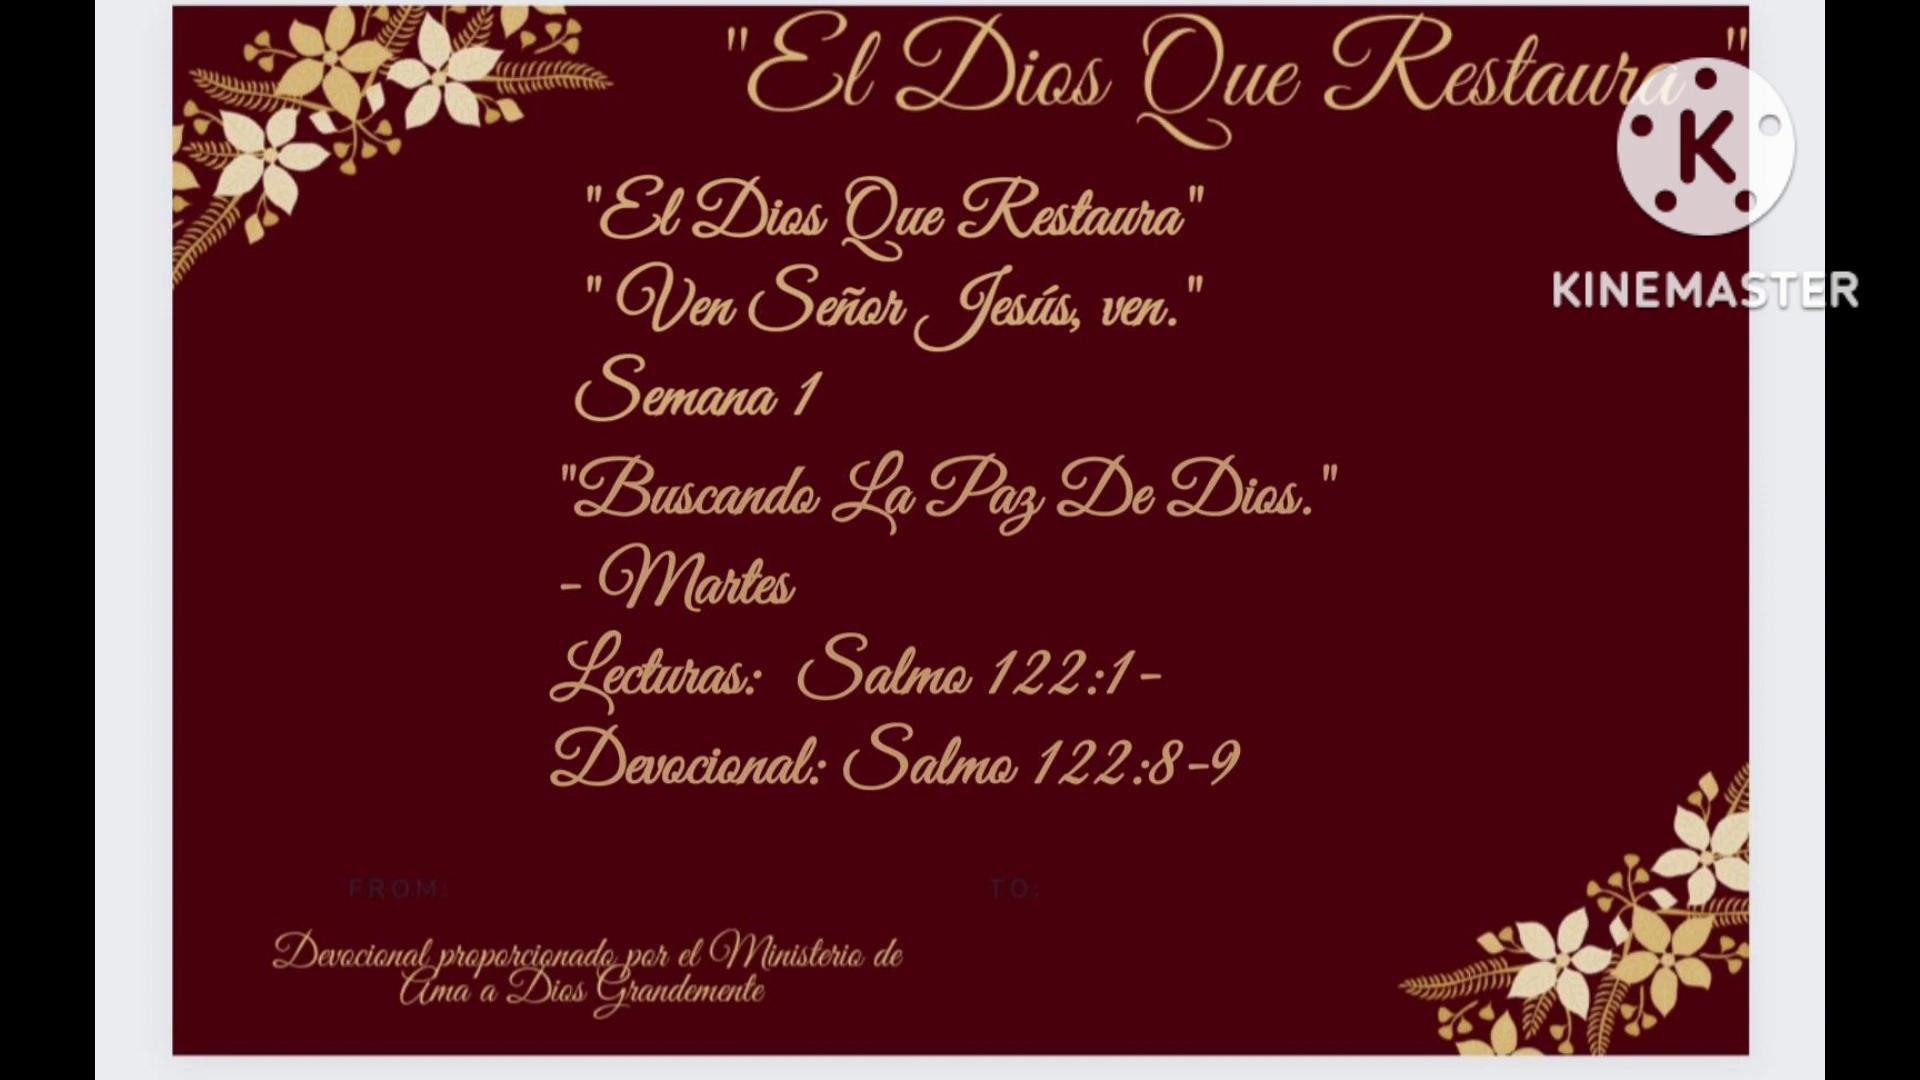 "El Dios Que Restaura"
"El Dios Que Restaura"
" Ven Señor Jesús, ven."
Semana 1
"Buscando La Paz De Dios."
- Martes
Lecturas: Salmo 122:1-
Devocional: Salmo 122:8-9
FROM:
TO:
Devocional proporcionado por el Ministerio de
Ama a Dios Grandemente
K
KINEMASTER